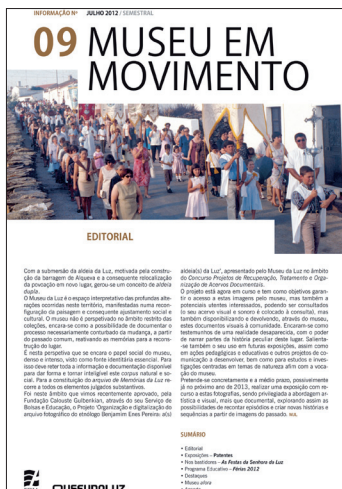 INFORMAÇÃO Nº JULHO 2012 / SEMESTRAL
09 MUSEU EM
MOVIMENTO
EDITORIAL
Com a submersão da aldeia da Luz, motivada pela constru-
ção da barragem de Alqueva e a consequente relocalização
da povoação em novo lugar, gerou-se um conceito de aldeia
dupla.
O Museu da Luz é o espaço interpretativo das profundas alte-
rações ocorridas neste território, manifestadas numa recon-
figuração da paisagem e consequente ajustamento social e
cultural. O museu não é perspetivado no âmbito restrito das
coleções, encara-se como a possibilidade de documentar o
processo necessariamente conturbado da mudança, a partir
do passado comum, reativando as memórias para a recons-
trução do lugar.
É nesta perspetiva que se encara o papel social do museu,
denso e intenso, visto como fonte identitária essencial. Para
isso deve reter toda a informação e documentação disponível
para dar forma e tornar inteligível este corpus natural e so-
cial. Para a constituição do arquivo de Memórias da Luz re-
corre a todos os elementos julgados substantivos.
Foi neste âmbito que vimos recentemente aprovado, pela
Fundação Calouste Gulbenkian, através do seu Serviço de
Bolsas e Educação, o Projeto 'Organização e digitalização do
arquivo fotográfico do etnólogo Benjamim Enes Pereira: a(s)
aldeia(s) da Luz', apresentado pelo Museu da Luz no âmbito
do Concurso Projetos de Recuperação, Tratamento e Orga-
nização de Acervos Documentais.
O projeto está agora em curso e tem como objetivos garan-
tir o acesso a estas imagens pelo museu, mas também a
potenciais utentes interessados, podendo ser consultados
(o seu acervo visual e sonoro é colocado à consulta), mas
também disponibilizando e devolvendo, através do museu,
estes documentos visuais à comunidade. Encaram-se como
testemunhos de uma realidade desaparecida, com o poder
de narrar partes da história peculiar deste lugar. Salienta-
-se também o seu uso em futuras exposições, assim como
em ações pedagógicas e educativas e outros projetos de co-
municação a desenvolver, bem como para estudos e inves-
tigações centradas em temas de natureza afim com a voca-
ção do museu.
Pretende-se concretamente e a médio prazo, possivelmente
já no próximo ano de 2013, realizar uma exposição com re-
curso a estas fotografias, sendo privilegiada a abordagem ar-
tística e visual, mais que documental, explorando assim as
possibilidades de recontar episódios e criar novas histórias e
sequências a partir de imagens do passado. MA.
SUMÁRIO
• Editorial
• Exposições – Patentes
• Nos bastidores – As Festas da Senhora da Luz
• Programa Educativo – Férias 2012
• Destaques
• Museu afora